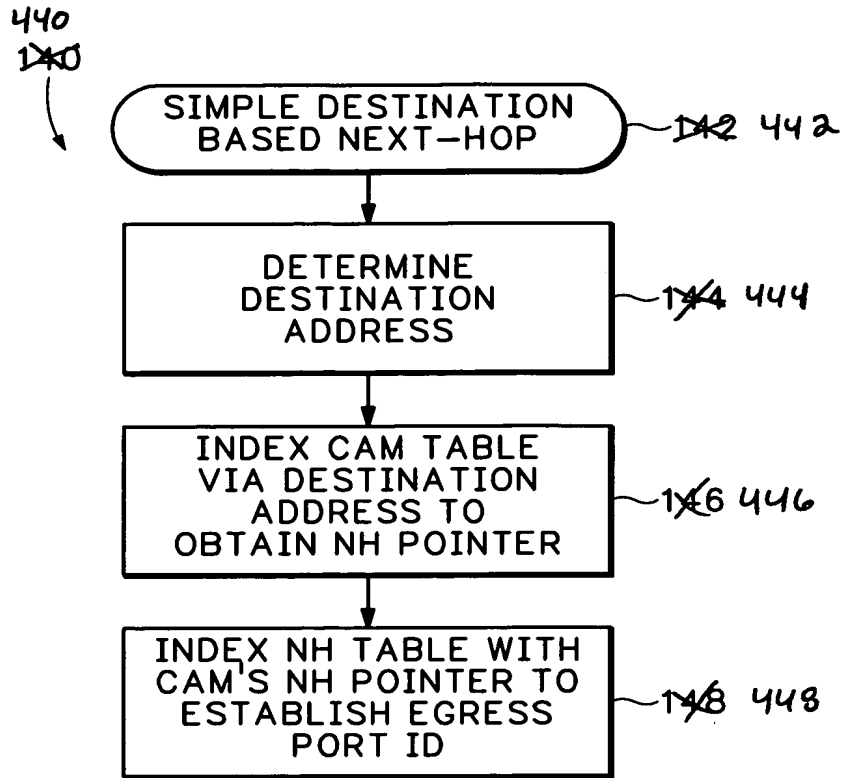 440
140
SIMPLE DESTINATION
BASED NEXT-HOP
142 442
DETERMINE
DESTINATION
ADDRESS
144 444
INDEX CAM TABLE
VIA DESTINATION
ADDRESS TO
OBTAIN NH POINTER
146 446
INDEX NH TABLE WITH
CAM'S NH POINTER TO
ESTABLISH EGRESS
PORT ID
148 448